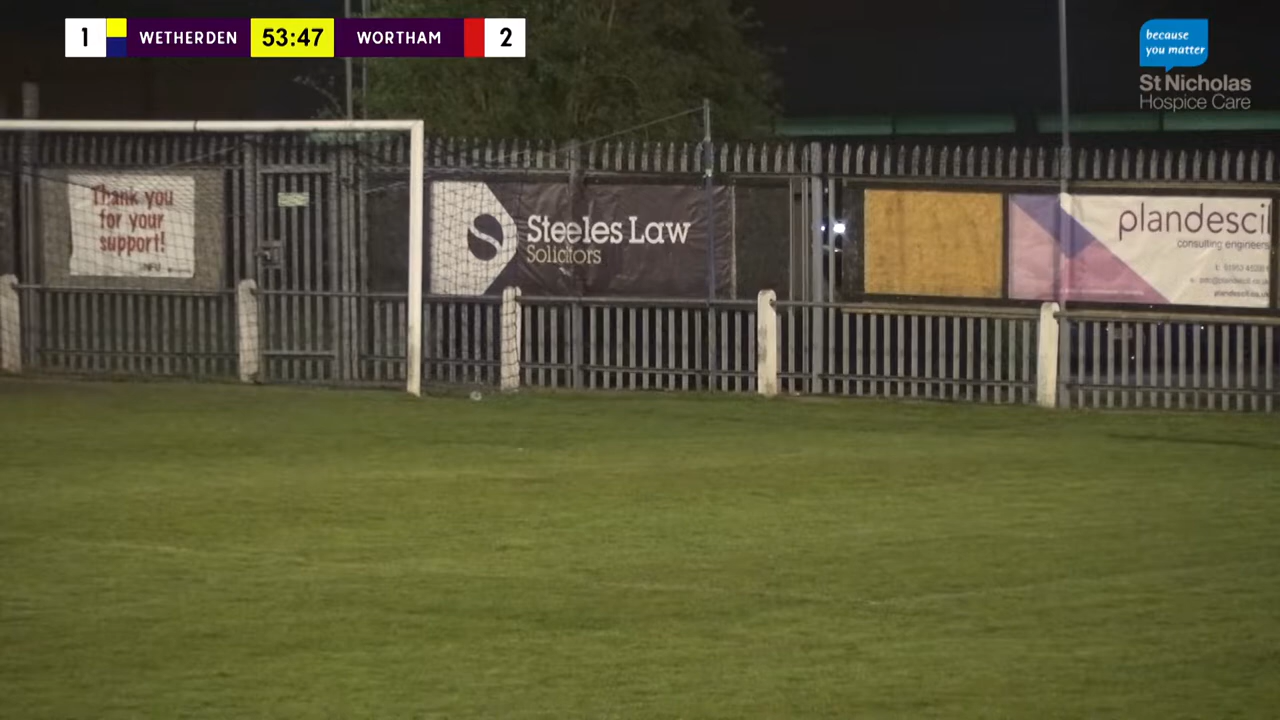 1 WETHERDEN 53:47 WORTHAM 2
because
you matter
St Nicholas
Hospice Care
Thank you
for your
support!
Steeles Law
Solicitors
plandescil
consulting engineers